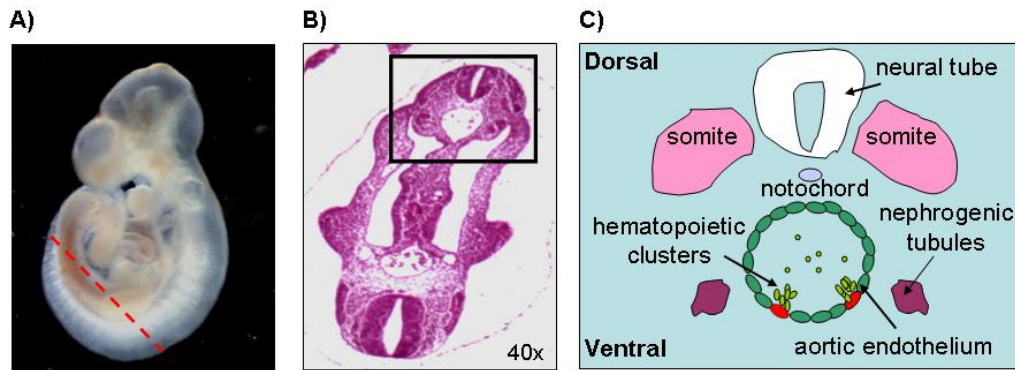 A)
B)
C)
40x
Dorsal
neural tube
somite
somite
notochord
hematopoietic
clusters
nephrogenic
tubules
aortic endothelium
Ventral